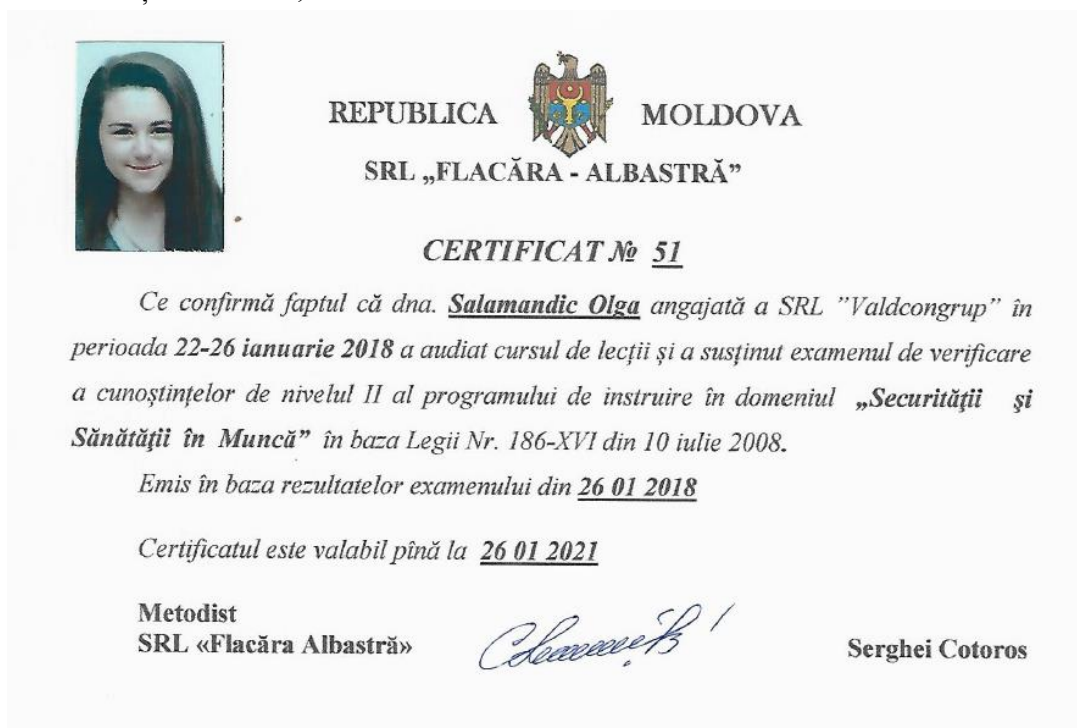 REPUBLICA MOLDOVA
SRL „FLACĂRA - ALBASTRĂ”
CERTIFICAT № 51
Ce confirmă faptul că dna. Salamandic Olga angajată a SRL ”Valdcongrup” în
perioada 22-26 ianuarie 2018 a audiat cursul de lecții și a susținut examenul de verificare
a cunoștințelor de nivelul II al programului de instruire în domeniul „Securităţii şi
Sănătăţii în Muncă” în baza Legii Nr. 186-XVI din 10 iulie 2008.
Emis în baza rezultatelor examenului din 26 01 2018
Certificatul este valabil pînă la 26 01 2021
Metodist
SRL «Flacăra Albastră»
Serghei Cotoros